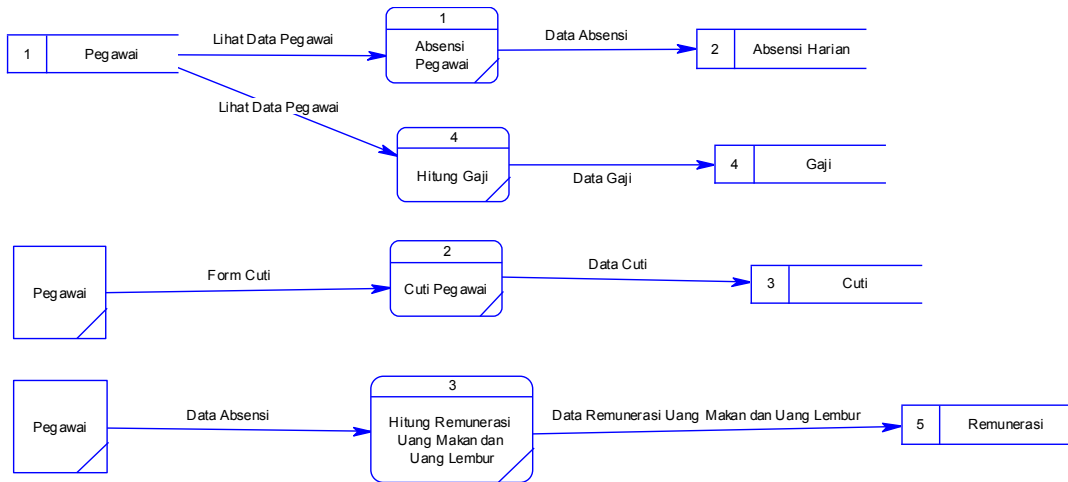 1
Pegawai
Lihat Data Pegawai
1
Absensi
Pegawai
Data Absensi
2
Absensi Harian
Lihat Data Pegawai
4
Hitung Gaji
Data Gaji
4
Gaji
Pegawai
Form Cuti
2
Cuti Pegawai
Data Cuti
3
Cuti
Pegawai
Data Absensi
3
Hitung Remunerasi
Uang Makan dan
Uang Lembur
Data Remunerasi Uang Makan dan Uang Lembur
5
Remunerasi